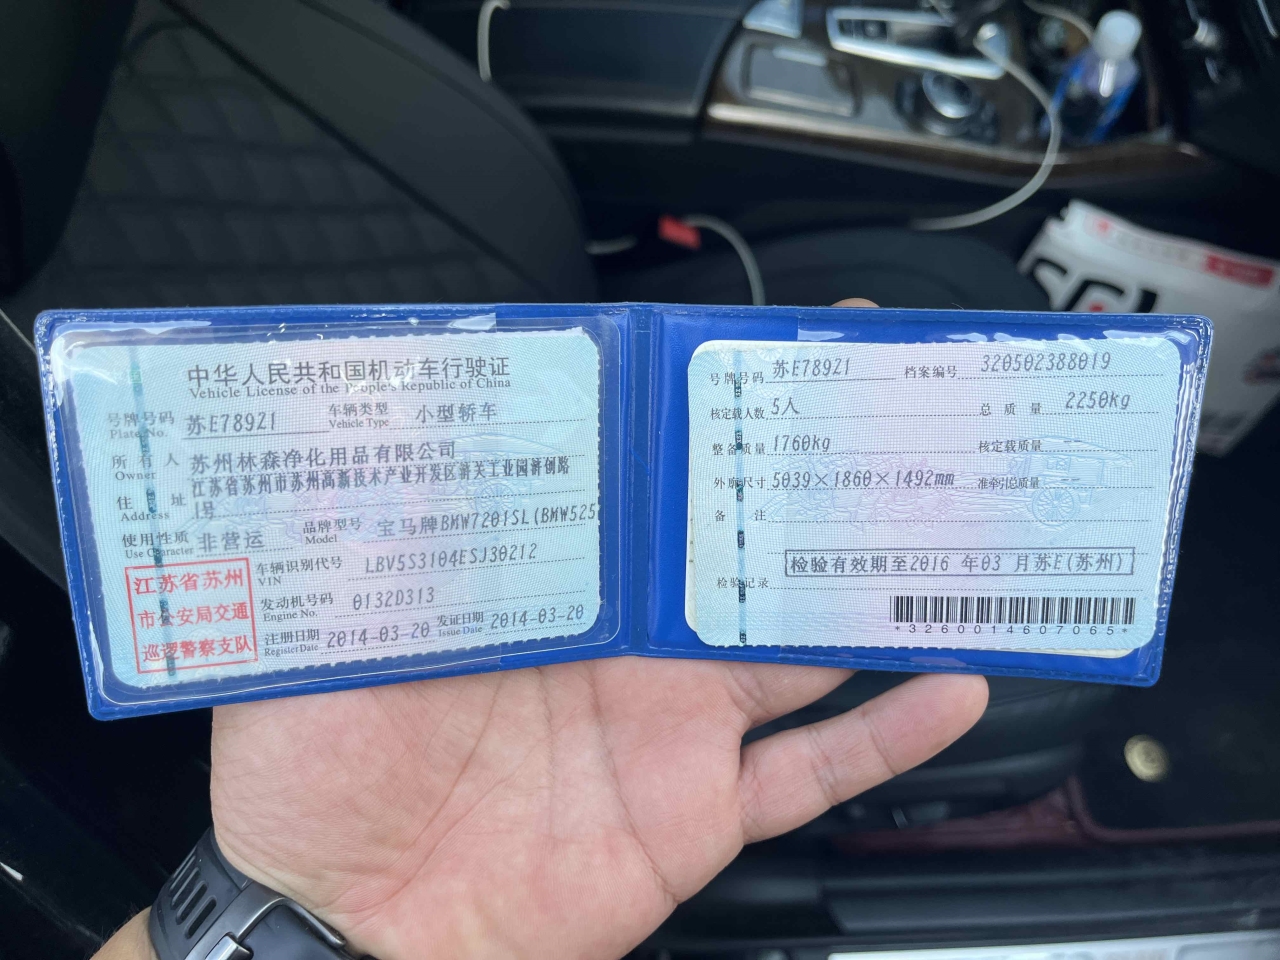 中华人民共和国机动车行驶证
Vehicle License of the People's Republic of China
号牌号码 苏E789Z1 车辆类型 小型轿车
Plate No. Vehicle Type
所有人 苏州林森净化用品有限公司
Owner
住址 江苏省苏州市苏州高新技术产业开发区浒关工业园浒创路
Address 1号
使用性质 非营运 品牌型号 宝马牌BMW7201SL(BMW525
Use Character Model
江苏省苏州
市公安局交通
巡逻警察支队
车辆识别代号 LBV5S3104ESJ30212
VIN
发动机号码 0132D313
Engine No.
注册日期 2014-03-20 发证日期 2014-03-20
Register Date Issue Date
号牌号码 苏E789Z1 档案编号 320502388019
核定载人数 5人 总质量 2250kg
整备质量 1760kg 核定载质量 --
外廓尺寸 5039×1860×1492mm 准牵引总质量 --
备注
检验有效期至2016年03月苏E(苏州)
检验记录
*3260014607065*